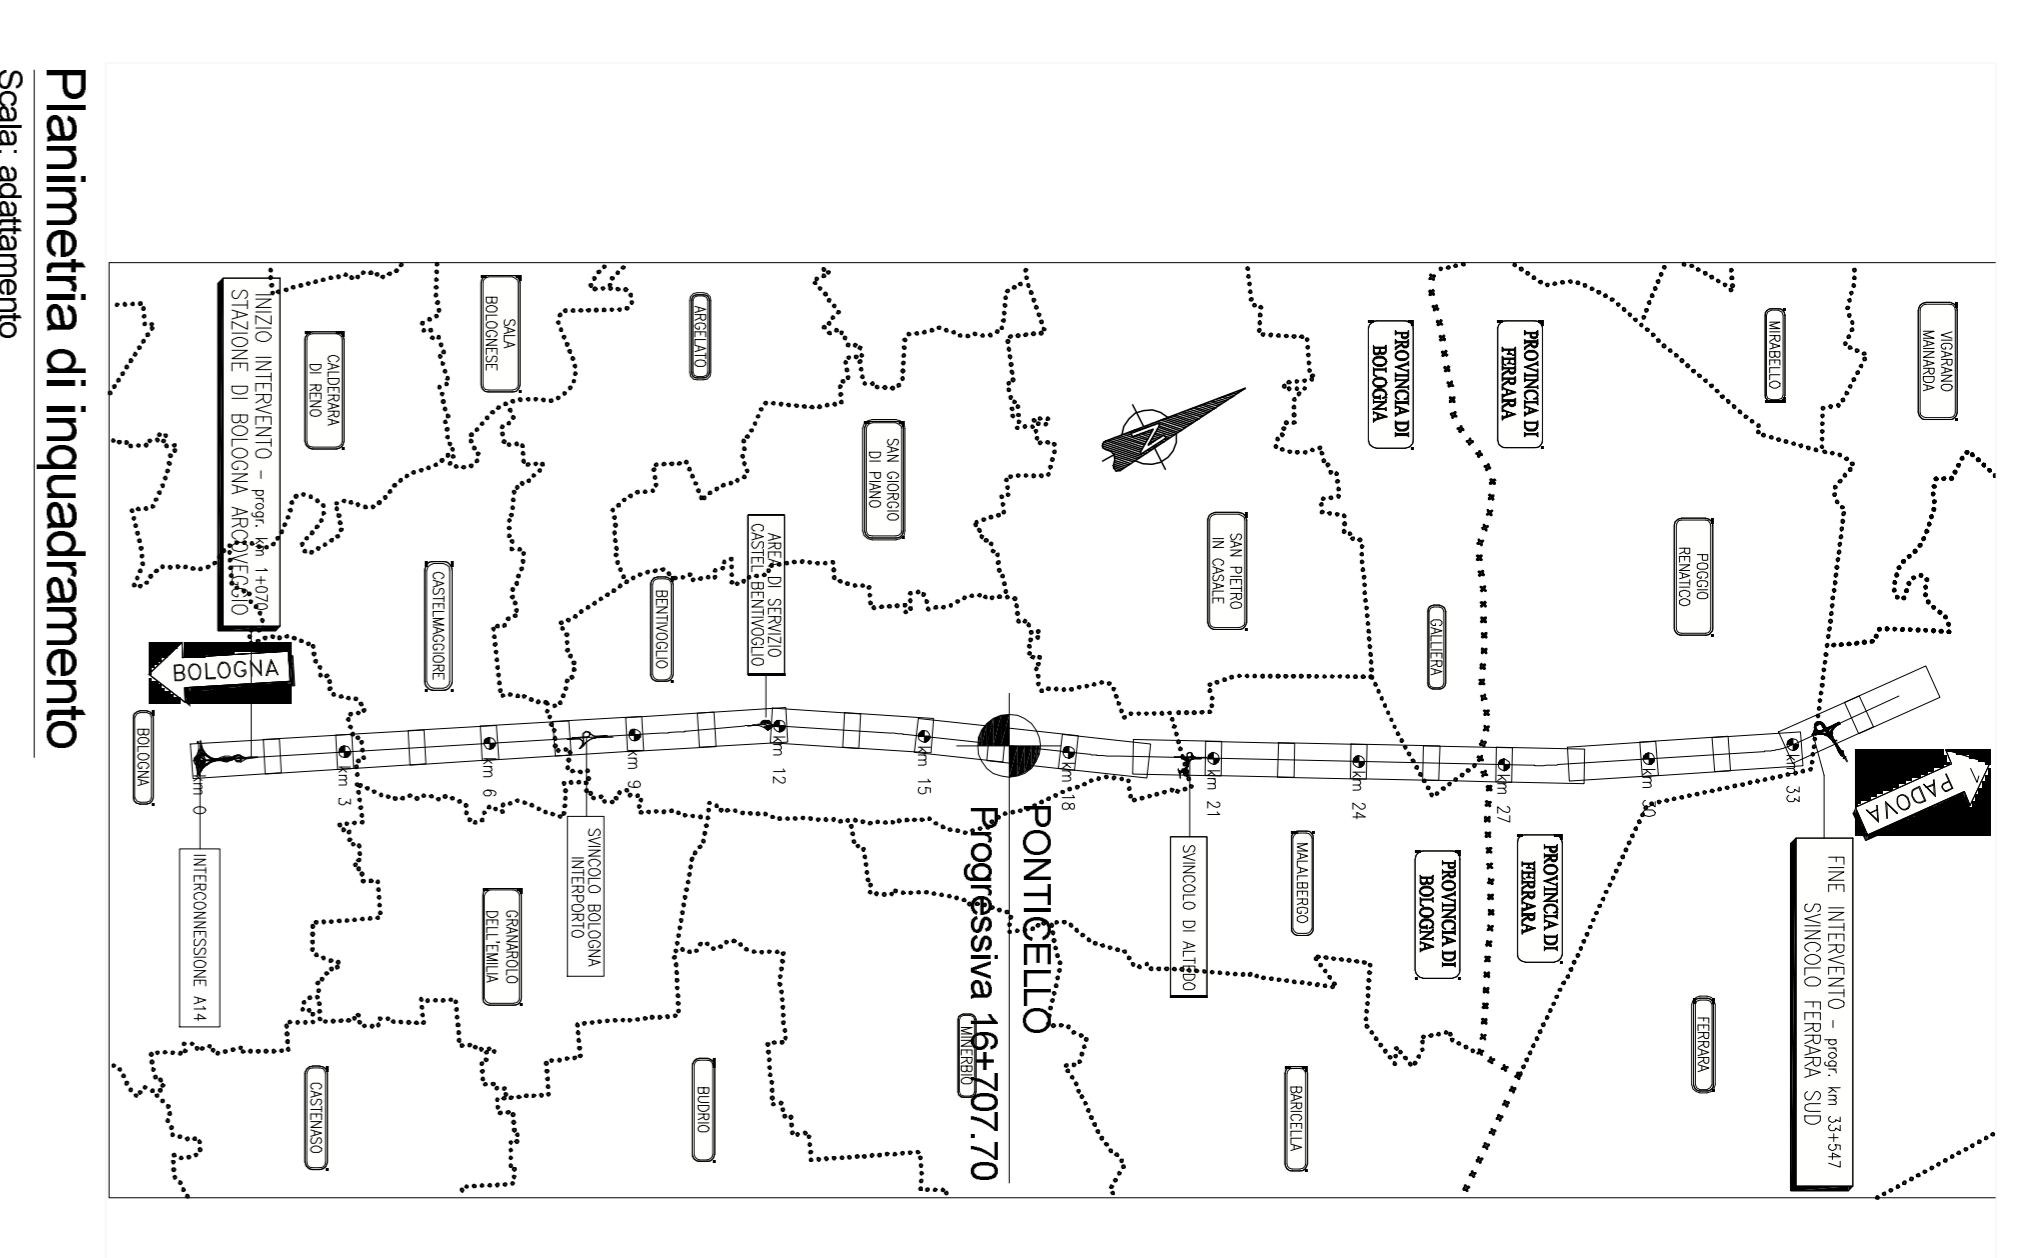 Planimetria di inquadramento
Scala: adattamento
INIZIO INTERVENTO - progr. km 1+070
STAZIONE DI BOLOGNA ARCOVEGGIO
CALDERARA
DI RENO
SALA
BOLOGNESE
ARGELATO
SAN GIORGIO
DI PIANO
N
PROVINCIA DI
BOLOGNA
PROVINCIA DI
FERRARA
MIRABELLO
VIGARANO
MAINARDA
CASTELMAGGIORE
BENTIVOGLIO
AREA DI SERVIZIO
CASTEL BENTIVOGLIO
SAN PIETRO
IN CASALE
GALLIERA
POGGIO
RENATICO
BOLOGNA
PADOVA
BOLOGNA
km 0
km 3
km 6
km 9
km 12
km 15
km 18
km 21
km 24
km 27
km 30
km 33
INTERCONNESSIONE A14
SVINCOLO BOLOGNA
INTERPORTO
GRANAROLO
DELL'EMILIA
PONTICELLO
Progressiva 16+707.70
SVINCOLO DI ALTEDO
MALALBERGO
PROVINCIA DI
BOLOGNA
PROVINCIA DI
FERRARA
FINE INTERVENTO - progr. km 33+547
SVINCOLO FERRARA SUD
CASTENASO
BUDRIO
MINERBIO
BARICELLA
FERRARA